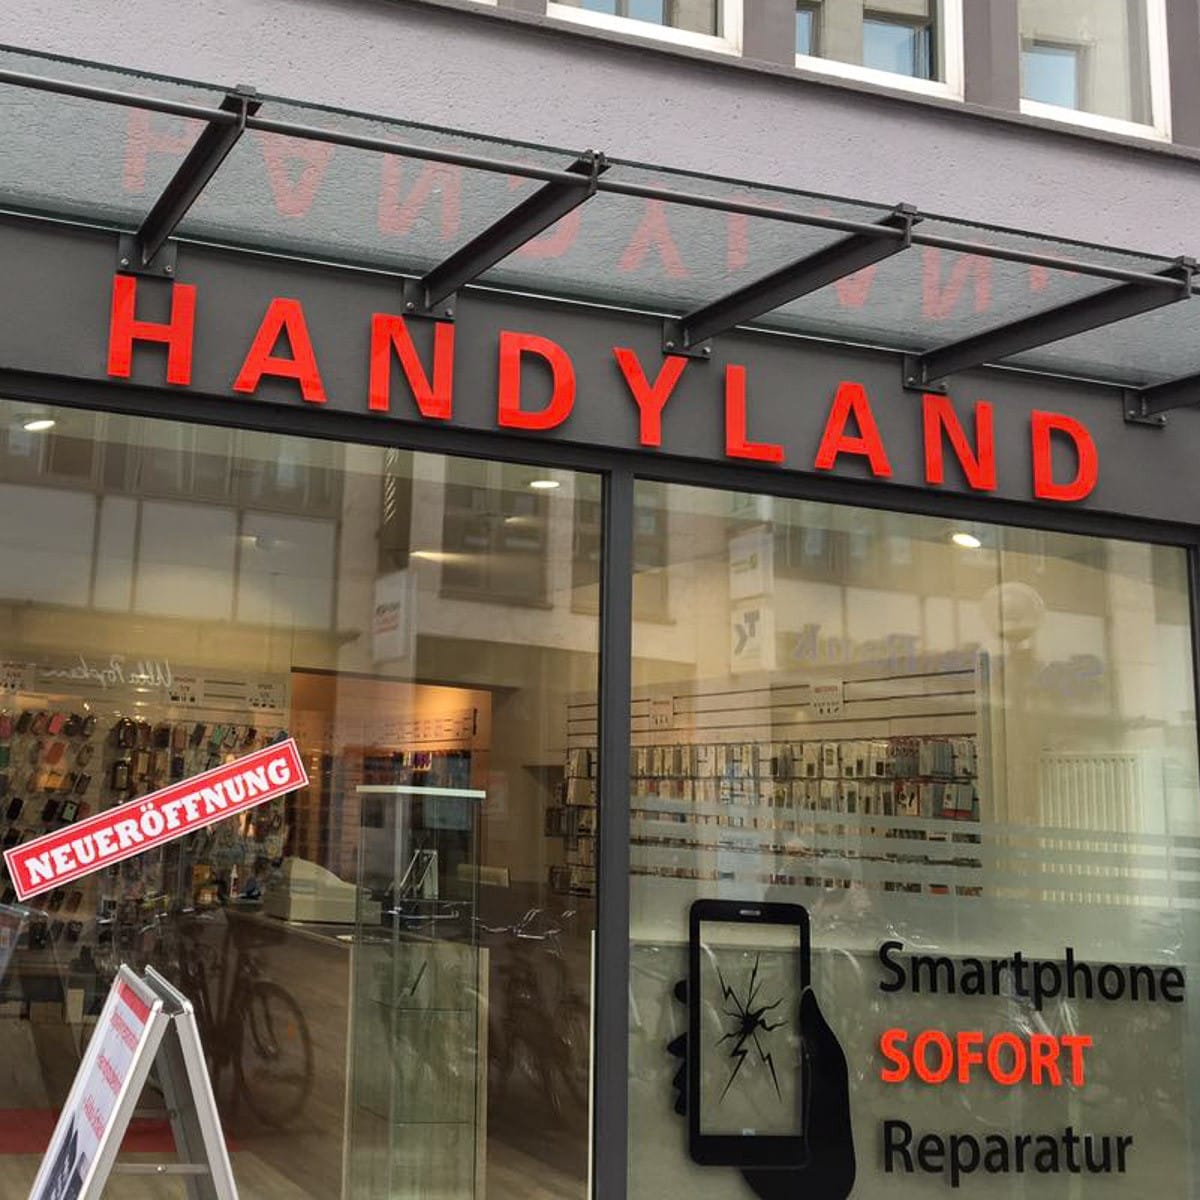 HANDYLAND
NEUERÖFFNUNG
Smartphone
SOFORT
Reparatur